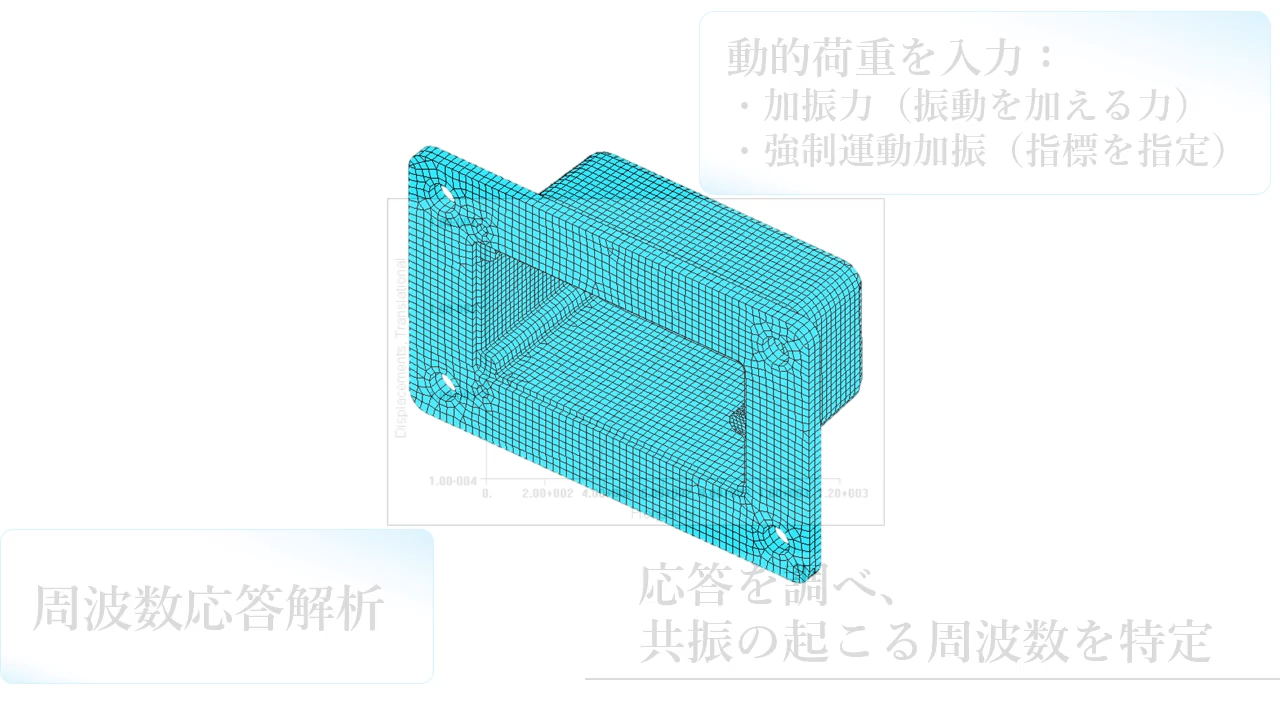 動的荷重を入力：
・加振力（振動を加える力）
・強制運動加振（指標を指定）
Displacements, Translational
1.00-004
0. 2.00+002
周波数応答解析
応答を調べ、
共振の起こる周波数を特定